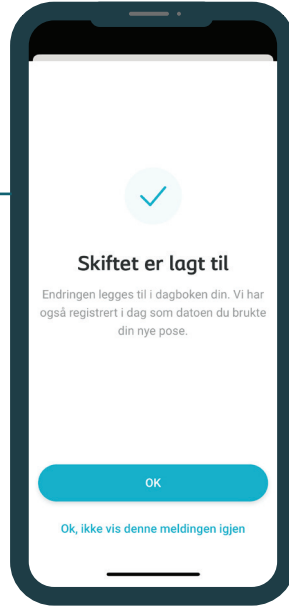 Skiftet er lagt til
Endringen legges til i dagboken din. Vi har
også registrert i dag som datoen du brukte
din nye pose.
OK
Ok, ikke vis denne meldingen igjen